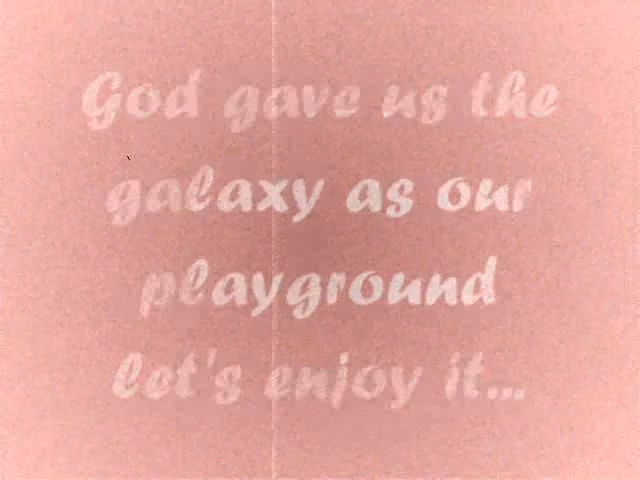 God gave us the
galaxy as our
playground
let's enjoy it...